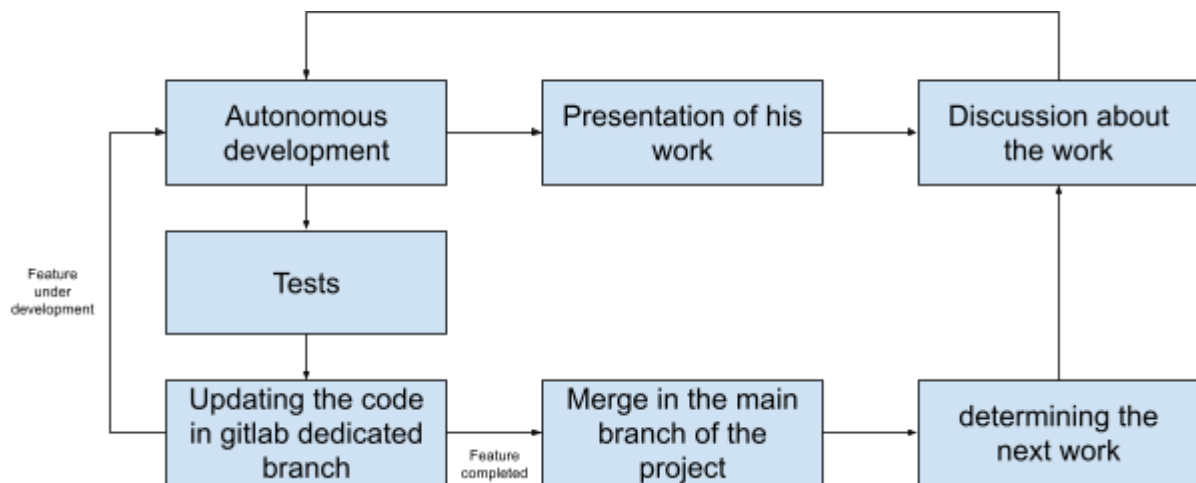 Autonomous
development
Presentation of his
work
Discussion about
the work
Tests
Feature
under
development
Updating the code
in gitlab dedicated
branch
Feature
completed
Merge in the main
branch of the
project
determining the
next work